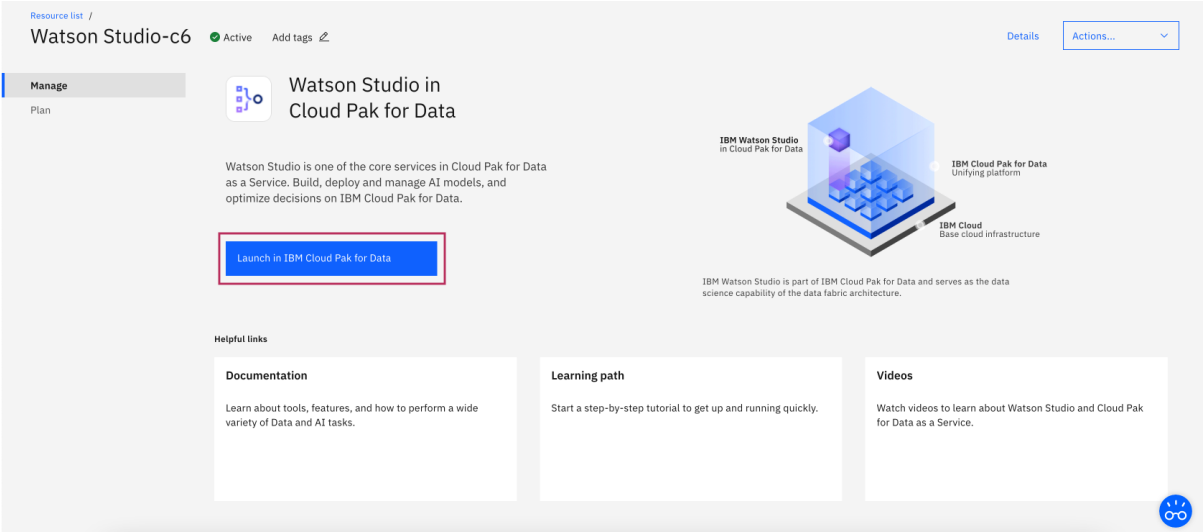 Resource list /
Watson Studio-c6
Active
Add tags
Details
Actions...
Manage
Plan
Watson Studio in
Cloud Pak for Data
Watson Studio is one of the core services in Cloud Pak for Data
as a Service. Build, deploy and manage AI models, and
optimize decisions on IBM Cloud Pak for Data.
Launch in IBM Cloud Pak for Data
IBM Watson Studio
in Cloud Pak for Data
IBM Cloud Pak for Data
Unifying platform
IBM Cloud
Base cloud infrastructure
IBM Watson Studio is part of IBM Cloud Pak for Data and serves as the data
science capability of the data fabric architecture.
Helpful links
Documentation
Learn about tools, features, and how to perform a wide
variety of Data and AI tasks.
Learning path
Start a step-by-step tutorial to get up and running quickly.
Videos
Watch videos to learn about Watson Studio and Cloud Pak
for Data as a Service.